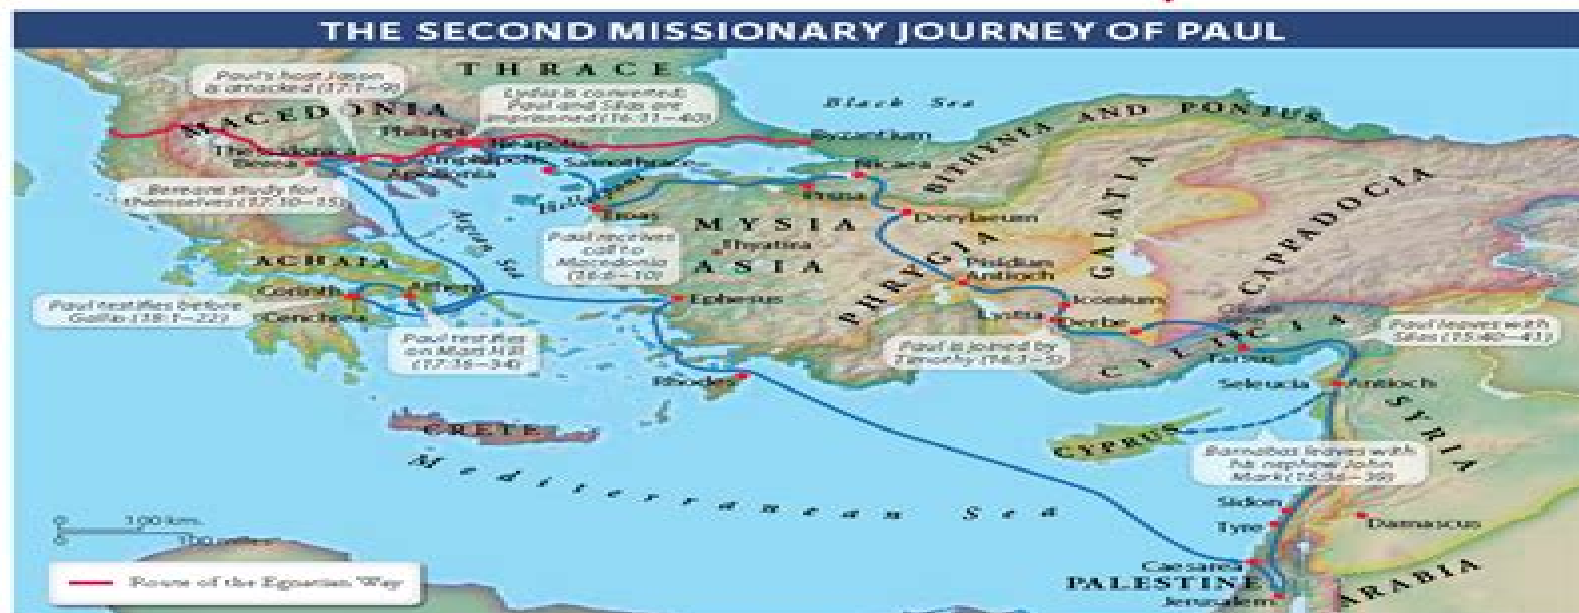 THE SECOND MISSIONARY JOURNEY OF PAUL
THRACE
Paul's host Jason
is attacked (17:1–9)
Lydia is converted;
Paul and Silas are
imprisoned (16:11–40)
Black Sea
MACEDONIA
BITHYNIA AND PONTUS
Philippi
Neapolis
Byzantium
Thessalonica
Berea
Amphipolis
Apollonia
Samothrace
Nicaea
Bereans study for
themselves (17:10–15)
Hellespont
Prusa
Troas
Dorylaeum
MYSIA
GALATIA
CAPPADOCIA
Aegean Sea
Paul receives
call to
Macedonia
(16:6–10)
Thyatira
ASIA
PHRYGIA
Pisidian
Antioch
ACHAIA
Corinth
Athens
Cenchrea
Ephesus
Iconium
Lystra
Derbe
Paul testifies before
Gallio (18:1–22)
Paul testifies
on Mars Hill
(17:16–34)
Paul is joined by
Timothy (16:1–5)
CILICIA
Tarsus
Paul leaves with
Silas (15:40–41)
Rhodes
Seleucia
Antioch
SYRIA
CRETE
CYPRUS
Barnabas leaves with
his nephew John
Mark (15:36–39)
Mediterranean Sea
Sidon
Tyre
Damascus
0 100 km.
0 100 miles
Caesarea
PALESTINE
Jerusalem
ARABIA
Route of the Egnatian Way